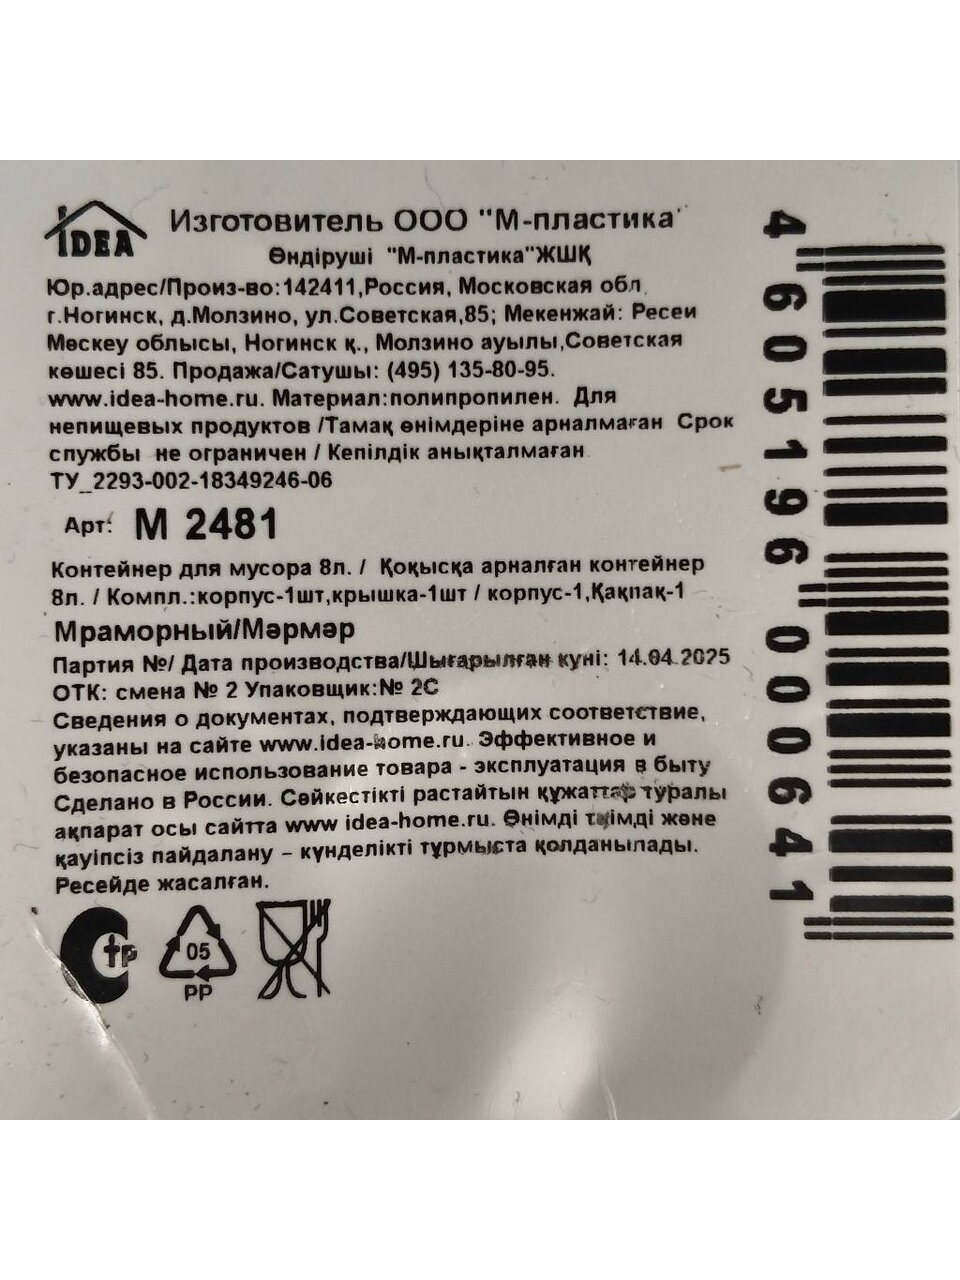 IDEA
Изготовитель ООО "М-пластика"
Өндіруші "М-пластика"ЖШҚ
Юр.адрес/Произ-во:142411,Россия, Московская обл
г.Ногинск, д.Молзино, ул.Советская,85; Мекенжай: Ресей
Мәскеу облысы, Ногинск қ., Молзино ауылы,Советская
көшесі 85. Продажа/Сатушы: (495) 135-80-95.
www.idea-home.ru. Материал:полипропилен. Для
непищевых продуктов /Тамақ өнімдеріне арналмаған Срок
службы не ограничен / Кепілдік анықталмаған
ТУ_2293-002-18349246-06
Арт: М 2481
Контейнер для мусора 8л. / Қоқысқа арналған контейнер
8л. / Компл.:корпус-1шт,крышка-1шт / корпус-1,Қақпақ-1
Мраморный/Мәрмәр
Партия №/ Дата производства/Шығарылған күні: 14.04.2025
ОТК: смена № 2 Упаковщик:№ 2С
Сведения о документах, подтверждающих соответствие,
указаны на сайте www.idea-home.ru. Эффективное и
безопасное использование товара - эксплуатация в быту
Сделано в России. Сәйкестікті растайтын құжаттар туралы
ақпарат осы сайтта www idea-home.ru. Өнімді тиімді және
қауіпсіз пайдалану – күнделікті тұрмыста қолданылады.
Ресейде жасалған.
тр
05
PP
4605196000641